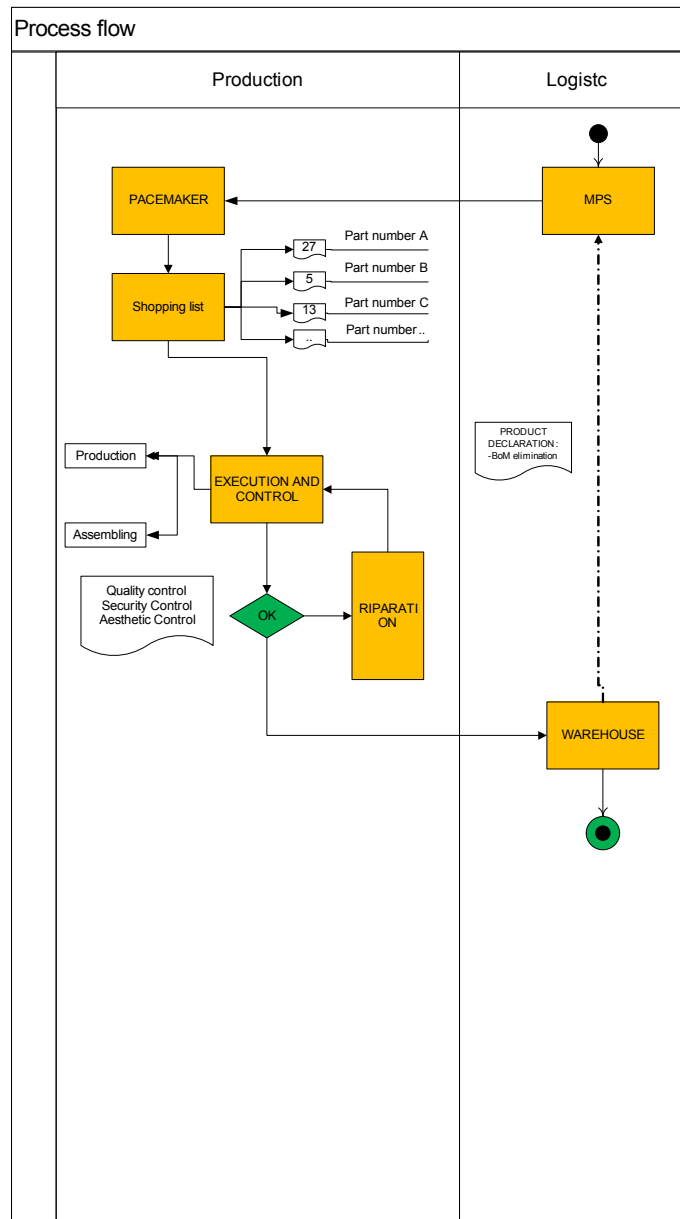 Process flow
Production
Logistc
PACEMAKER
MPS
Shopping list
27
Part number A
5
Part number B
13
Part number C
..
Part number ..
Production
Assembling
EXECUTION AND
CONTROL
PRODUCT
DECLARATION :
-BoM elimination
Quality control
Security Control
Aesthetic Control
OK
RIPARATI
ON
WAREHOUSE